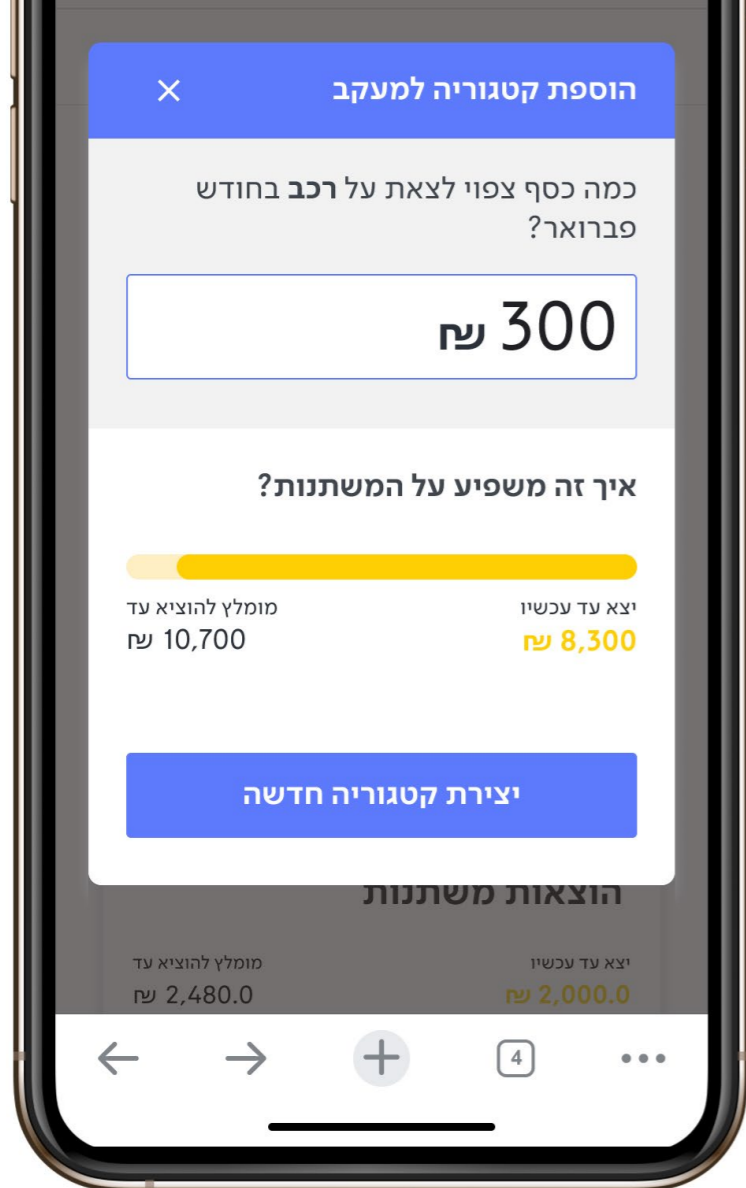 הוספת קטגוריה למעקב
כמה כסף צפוי לצאת על רכב בחודש
פברואר?
300 ₪
איך זה משפיע על המשתנות?
יצא עד עכשיו
8,300 ₪
מומלץ להוציא עד
10,700 ₪
יצירת קטגוריה חדשה
הוצאות משתנות
יצא עד עכשיו
2,000.0 ₪
מומלץ להוציא עד
2,480.0 ₪
4